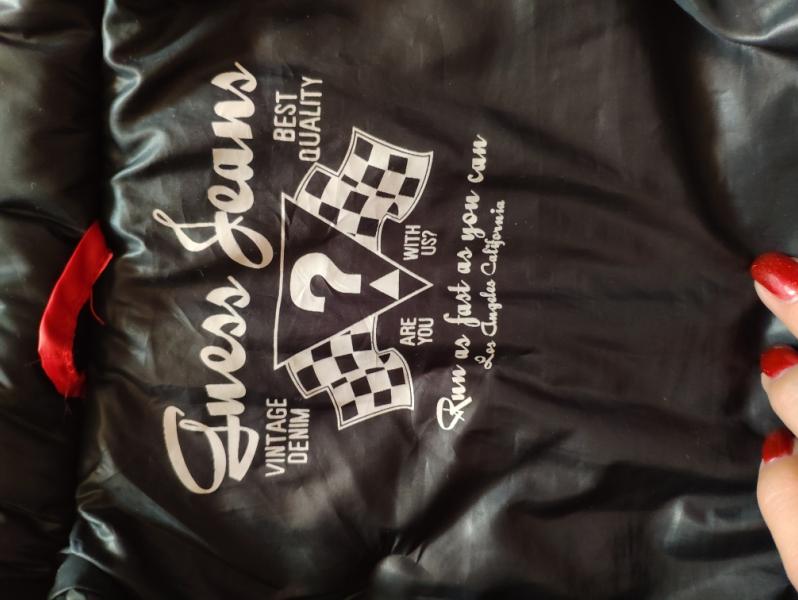 Guess Jeans
VINTAGE
DENIM
BEST
QUALITY
?
ARE
YOU
WITH
US?
Run as fast as you can
Los Angeles California